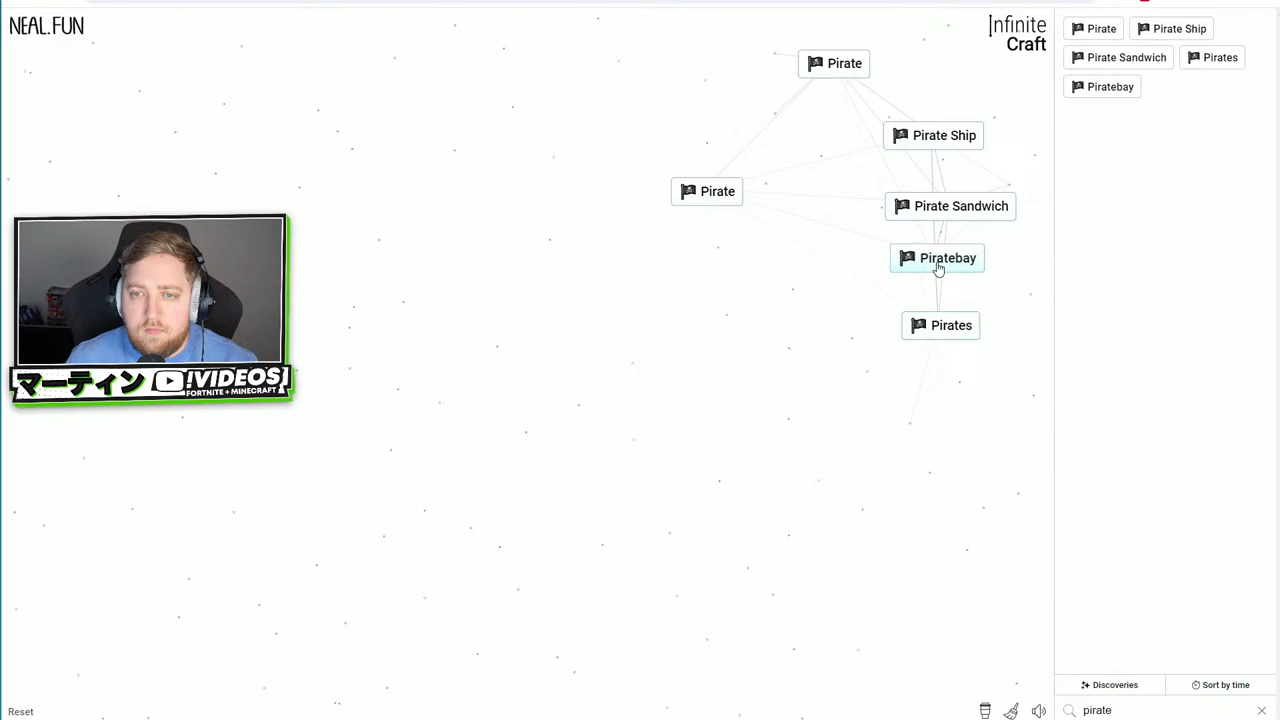 NEAL.FUN
Infinite
Craft
Pirate
Pirate Ship
Pirate
Pirate Sandwich
Piratebay
Pirates
マーティン !VIDEOS
FORTNITE + MINECRAFT
Reset
Pirate
Pirate Ship
Pirate Sandwich
Pirates
Piratebay
Discoveries
Sort by time
pirate